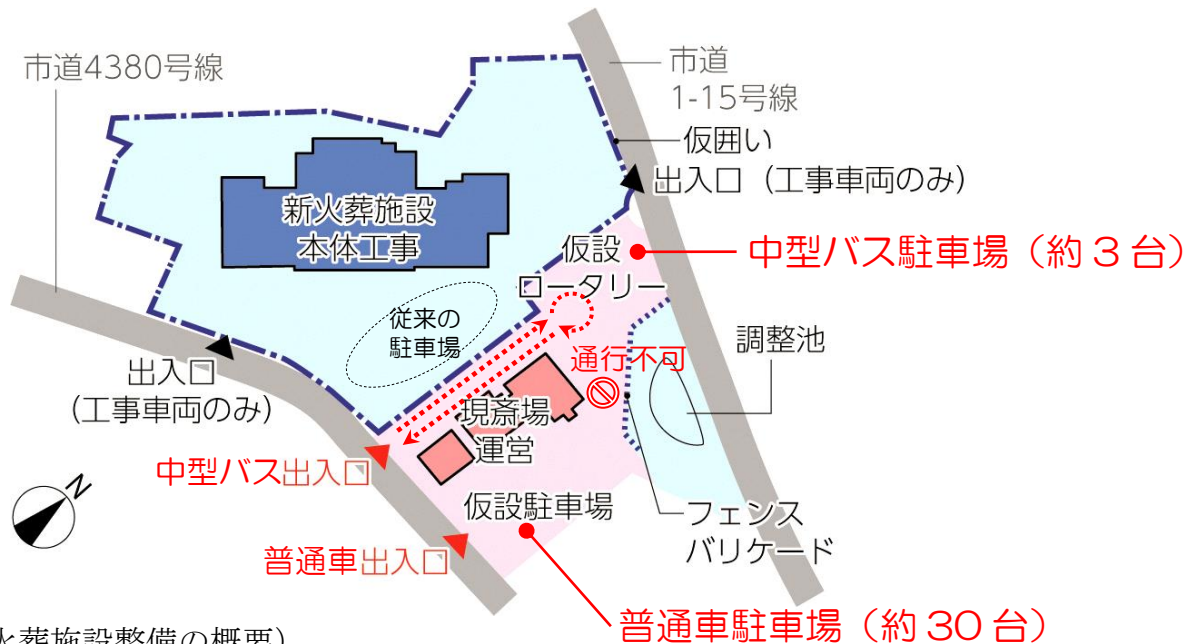 市道4380号線
市道
1-15号線
仮囲い
出入口（工事車両のみ）
新火葬施設
本体工事
仮設
ロータリー
中型バス駐車場（約３台）
従来の
駐車場
通行不可
調整池
出入口
（工事車両のみ）
現斎場
運営
中型バス出入口
N
仮設駐車場
フェンス
バリケード
普通車出入口
普通車駐車場（約30台）
火葬施設整備の概要）